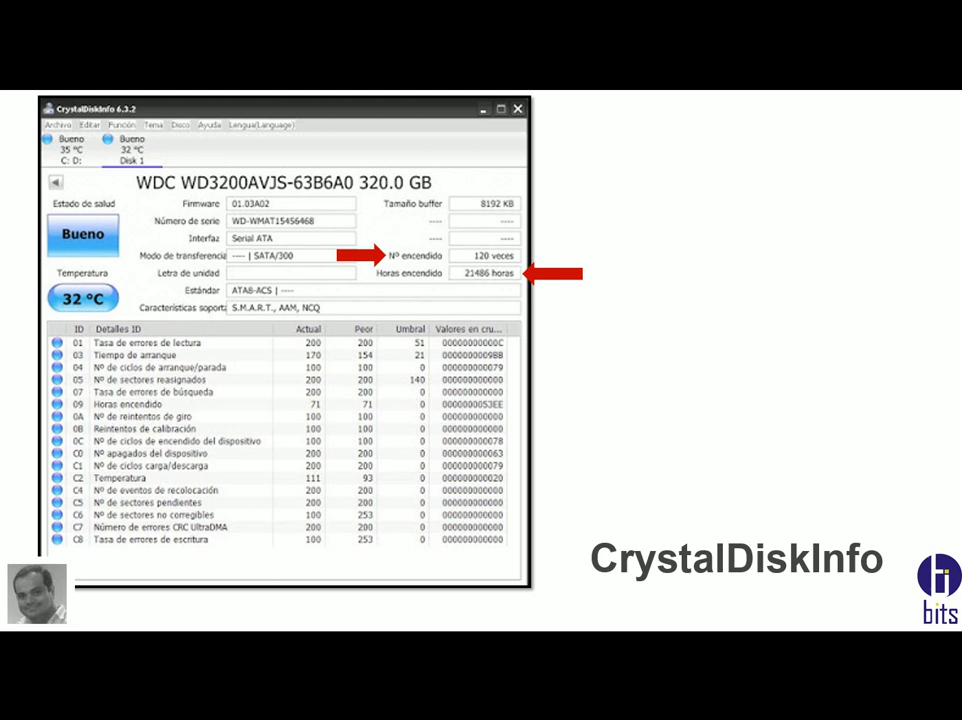 CrystalDiskInfo 6.3.2
Archivo Editar Función Tema Disco Ayuda Lengua(Language)
Bueno Bueno
35 °C 32 °C
C: D: Disk 1
WDC WD3200AVJS-63B6A0 320.0 GB
Estado de salud Firmware 01.03A02 Tamaño buffer 8192 KB
Bueno Número de serie WD-WMAT15456468 ---- ----
Interfaz Serial ATA ---- ----
Modo de transferencia ---- | SATA/300 Nº encendido 120 veces
Temperatura Letra de unidad Horas encendido 21486 horas
32 °C Estándar ATA8-ACS | ----
Características soporta S.M.A.R.T., AAM, NCQ
ID Detalles ID Actual Peor Umbral Valores en cru...
01 Tasa de errores de lectura 200 200 51 00000000000C
03 Tiempo de arranque 170 154 21 0000000009BB
04 Nº de ciclos de arranque/parada 100 100 0 000000000079
05 Nº de sectores reasignados 200 200 140 000000000000
07 Tasa de errores de búsqueda 200 200 0 000000000000
09 Horas encendido 71 71 0 0000000053EE
0A Nº de reintentos de giro 100 100 0 000000000000
0B Reintentos de calibración 100 100 0 000000000000
0C Nº de ciclos de encendido del dispositivo 100 100 0 000000000078
C0 Nº apagados del dispositivo 200 200 0 000000000063
C1 Nº de ciclos carga/descarga 200 200 0 000000000079
C2 Temperatura 111 93 0 000000000020
C4 Nº de eventos de recolocación 200 200 0 000000000000
C5 Nº de sectores pendientes 200 200 0 000000000000
C6 Nº de sectores no corregibles 100 253 0 000000000000
C7 Número de errores CRC UltraDMA 200 200 0 000000000000
C8 Tasa de errores de escritura 100 253 0 000000000000
CrystalDiskInfo
bits